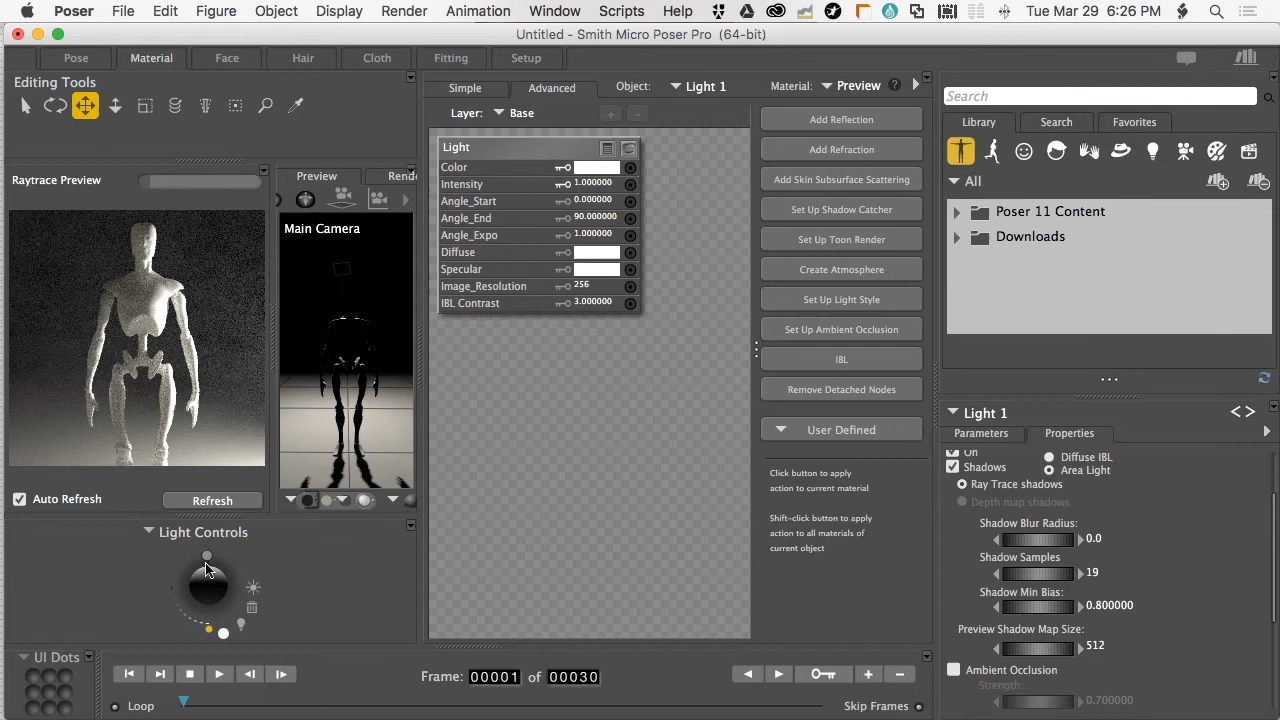 Poser File Edit Figure Object Display Render Animation Window Scripts Help Tue Mar 29 6:26 PM
Untitled - Smith Micro Poser Pro (64-bit)
Pose Material Face Hair Cloth Fitting Setup
Editing Tools
Raytrace Preview
Preview
Main Camera
Auto Refresh
Refresh
Light Controls
Simple Advanced Object: Light 1 Material: Preview
Layer: Base
Light
Color
Intensity 1.000000
Angle_Start 0.000000
Angle_End 90.000000
Angle_Expo 1.000000
Diffuse
Specular
Image_Resolution 256
IBL Contrast 3.000000
Add Reflection
Add Refraction
Add Skin Subsurface Scattering
Set Up Shadow Catcher
Set Up Toon Render
Create Atmosphere
Set Up Light Style
Set Up Ambient Occlusion
IBL
Remove Detached Nodes
User Defined
Click button to apply
action to current material
Shift-click button to apply
action to all materials of
current object
Search
Library Search Favorites
All
Poser 11 Content
Downloads
Light 1
Parameters Properties
On Diffuse IBL
Shadows Area Light
Ray Trace shadows
Depth map shadows
Shadow Blur Radius:
0.0
Shadow Samples
19
Shadow Min Bias:
0.800000
Preview Shadow Map Size:
512
Ambient Occlusion
Strength:
0.700000
UI Dots
Frame: 00001 of 00030
Loop
Skip Frames